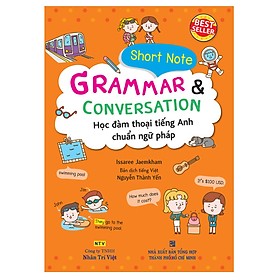 BEST
SELLER
Short Note
GRAMMAR &
CONVERSATION
Học đàm thoại tiếng Anh
chuẩn ngữ pháp
Issaree Jaemkham
Bản dịch tiếng Việt
Nguyễn Thành Yến
swimming pool
How much
does it cost?
It's $100 USD
They go to the
swimming pool.
NTV
Công ty TNHH
Nhân Trí Việt
NHÀ XUẤT BẢN TỔNG HỢP
THÀNH PHỐ HỒ CHÍ MINH